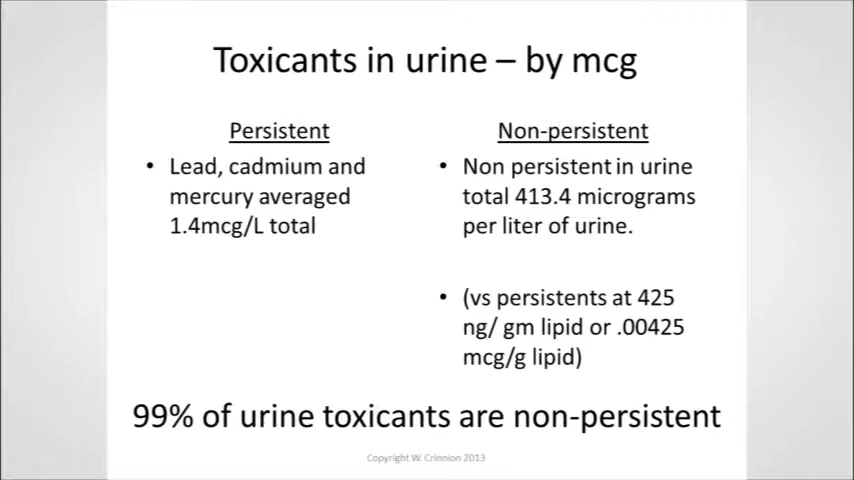 Toxicants in urine – by mcg
Persistent
• Lead, cadmium and
mercury averaged
1.4mcg/L total
Non-persistent
• Non persistent in urine
total 413.4 micrograms
per liter of urine.
• (vs persistents at 425
ng/ gm lipid or .00425
mcg/g lipid)
99% of urine toxicants are non-persistent
Copyright W. Crinnion 2013